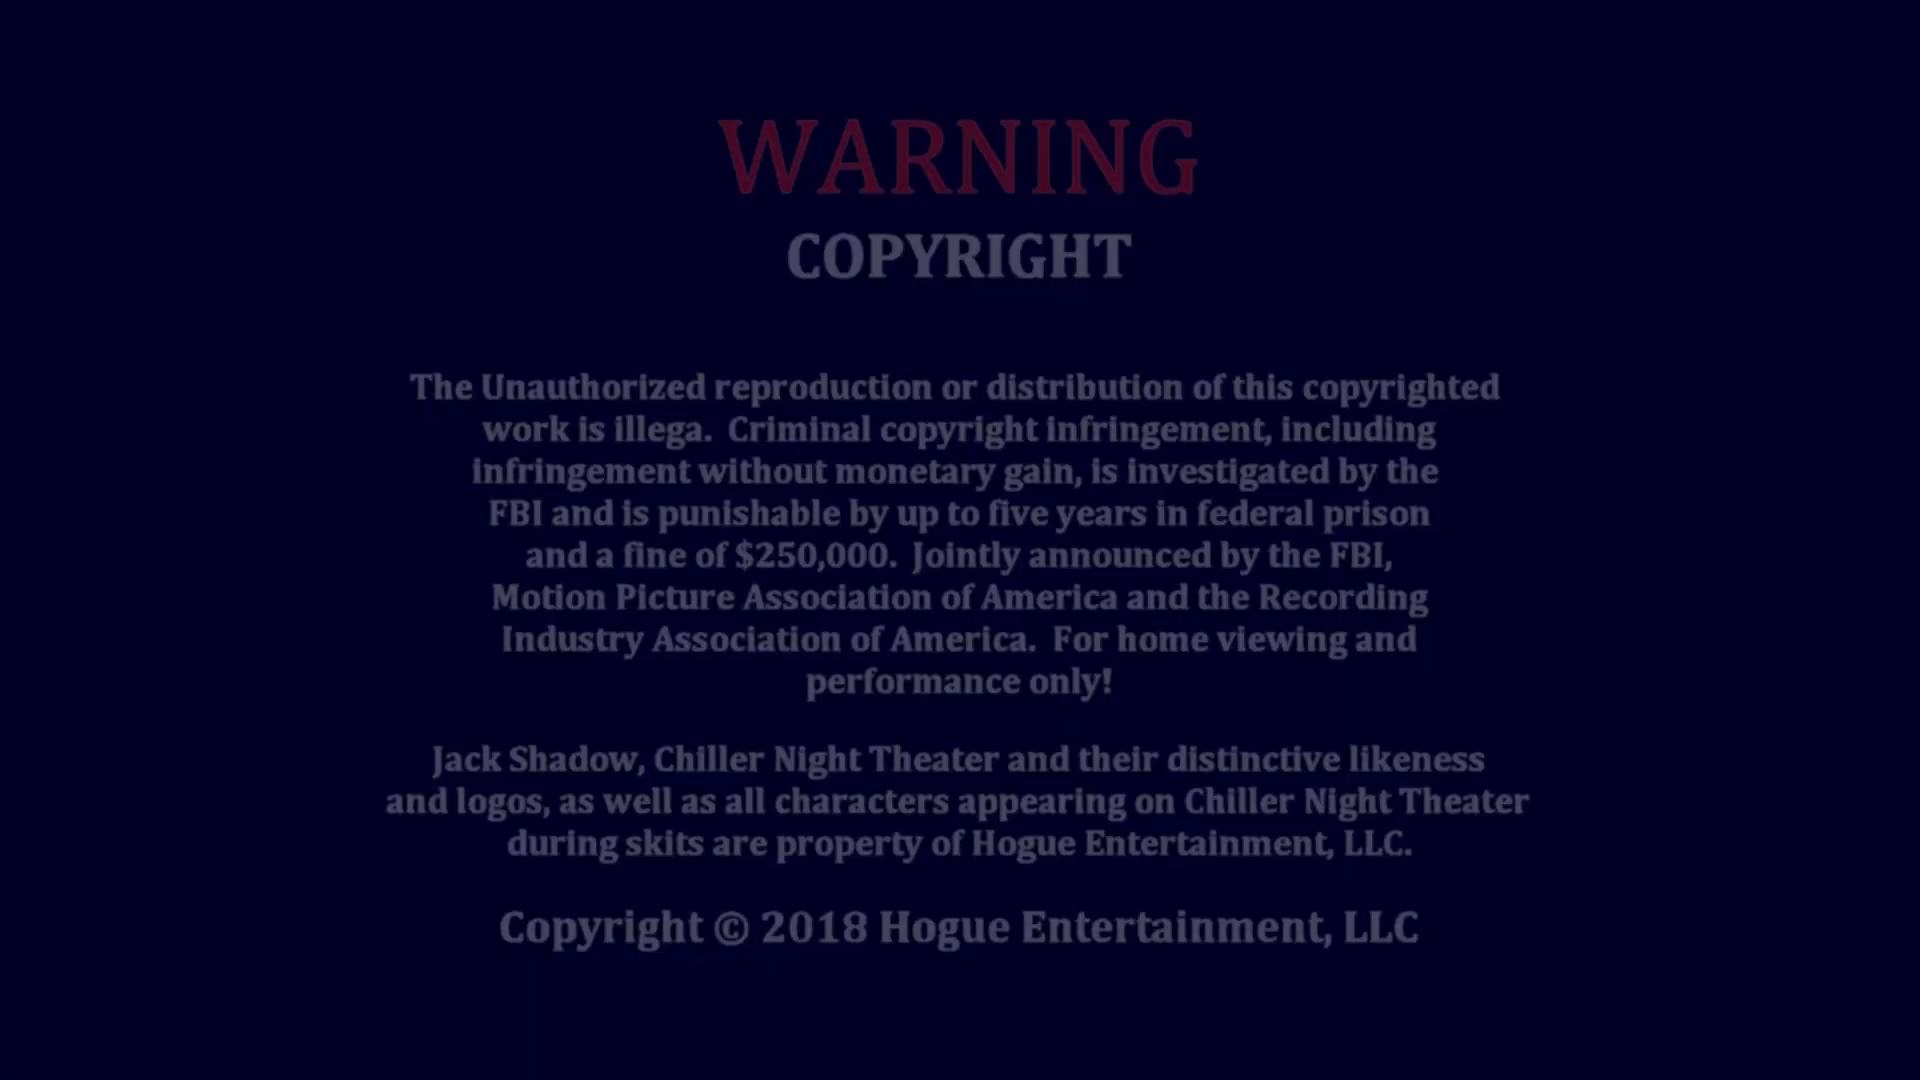 WARNING
COPYRIGHT
The Unauthorized reproduction or distribution of this copyrighted
work is illega.  Criminal copyright infringement, including
infringement without monetary gain, is investigated by the
FBI and is punishable by up to five years in federal prison
and a fine of $250,000.  Jointly announced by the FBI,
Motion Picture Association of America and the Recording
Industry Association of America.  For home viewing and
performance only!
Jack Shadow, Chiller Night Theater and their distinctive likeness
and logos, as well as all characters appearing on Chiller Night Theater
during skits are property of Hogue Entertainment, LLC.
Copyright © 2018 Hogue Entertainment, LLC